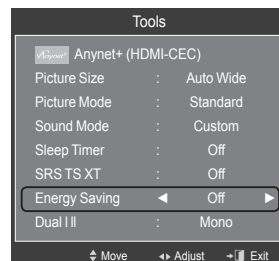 Tools
Anynet+ Anynet+ (HDMI-CEC)
Picture Size : Auto Wide
Picture Mode : Standard
Sound Mode : Custom
Sleep Timer : Off
SRS TS XT : Off
Energy Saving ◄ Off ►
Dual I II : Mono
Move Adjust Exit